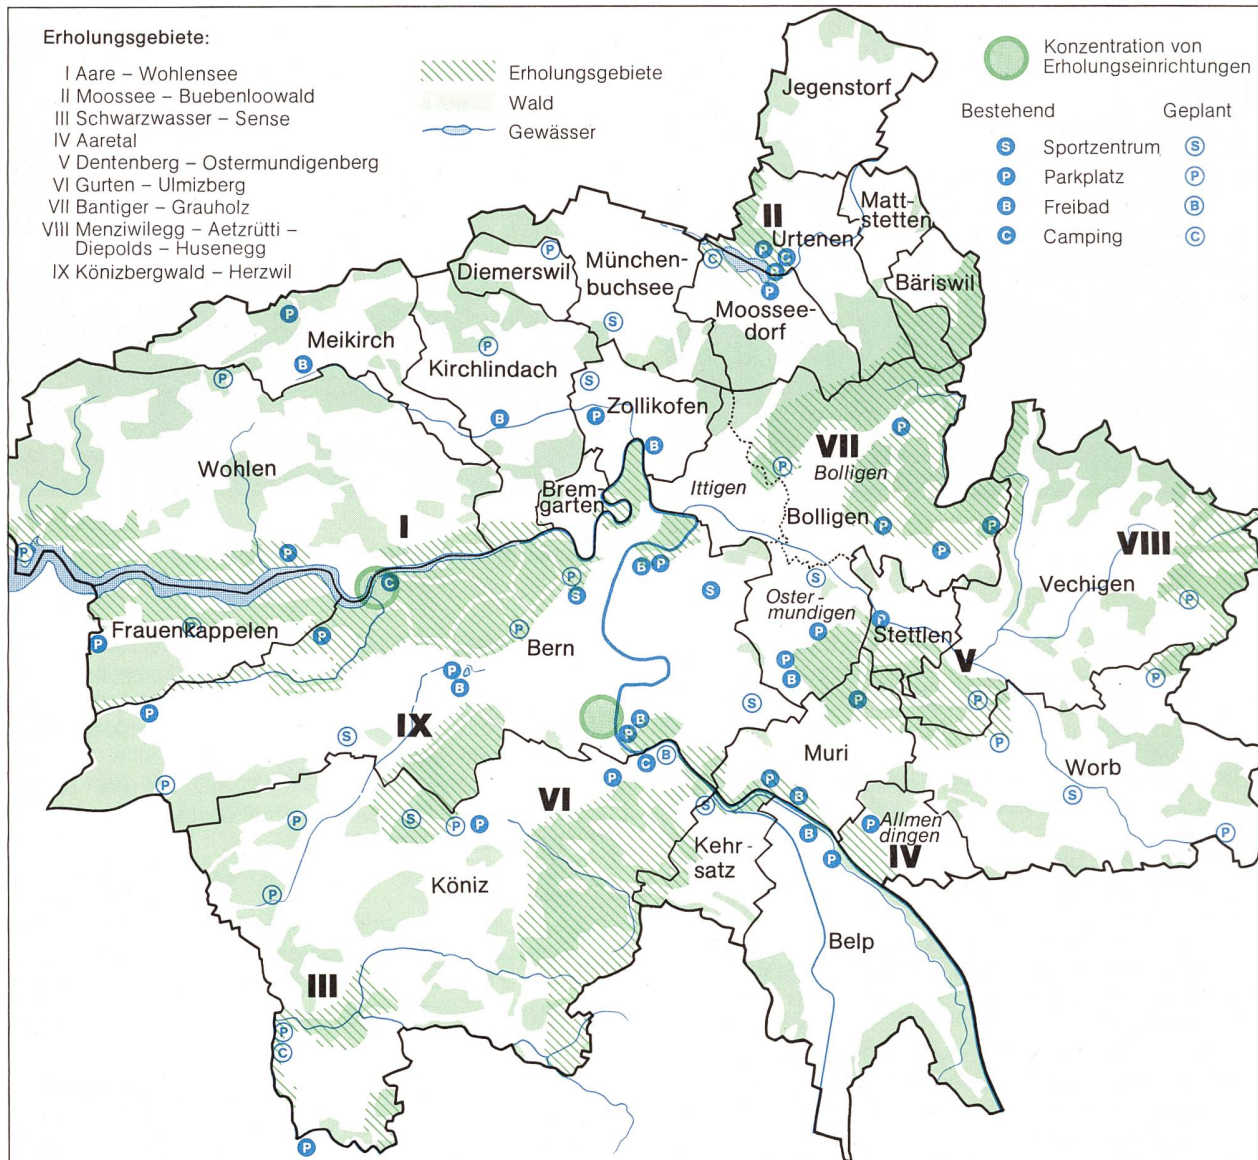 Erholungsgebiete:
I Aare – Wohlensee
II Moossee – Buebenloowald
III Schwarzwasser – Sense
IV Aaretal
V Dentenberg – Ostermundigenberg
VI Gurten – Ulmizberg
VII Bantiger – Grauholz
VIII Menziwilegg – Aetzrütti –
Diepolds – Husenegg
IX Könizbergwald – Herzwil
Erholungsgebiete
Wald
Gewässer
Konzentration von
Erholungseinrichtungen
Bestehend Geplant
S Sportzentrum S
P Parkplatz P
B Freibad B
C Camping C
Jegenstorf
II
Urtenen
Matt-
stetten
Bäriswil
Diemerswil
München-
buchsee
Moossee-
dorf
Meikirch
Kirchlindach
Zollikofen
Wohlen
I
Brem-
garten
Ittigen
VII
Bolligen
Bolligen
VIII
Vechigen
Frauenkappelen
Bern
Oster-
mundigen
Stettlen
V
IX
VI
Muri
Worb
Allmen
dingen
IV
Kehr-
satz
Köniz
Belp
III